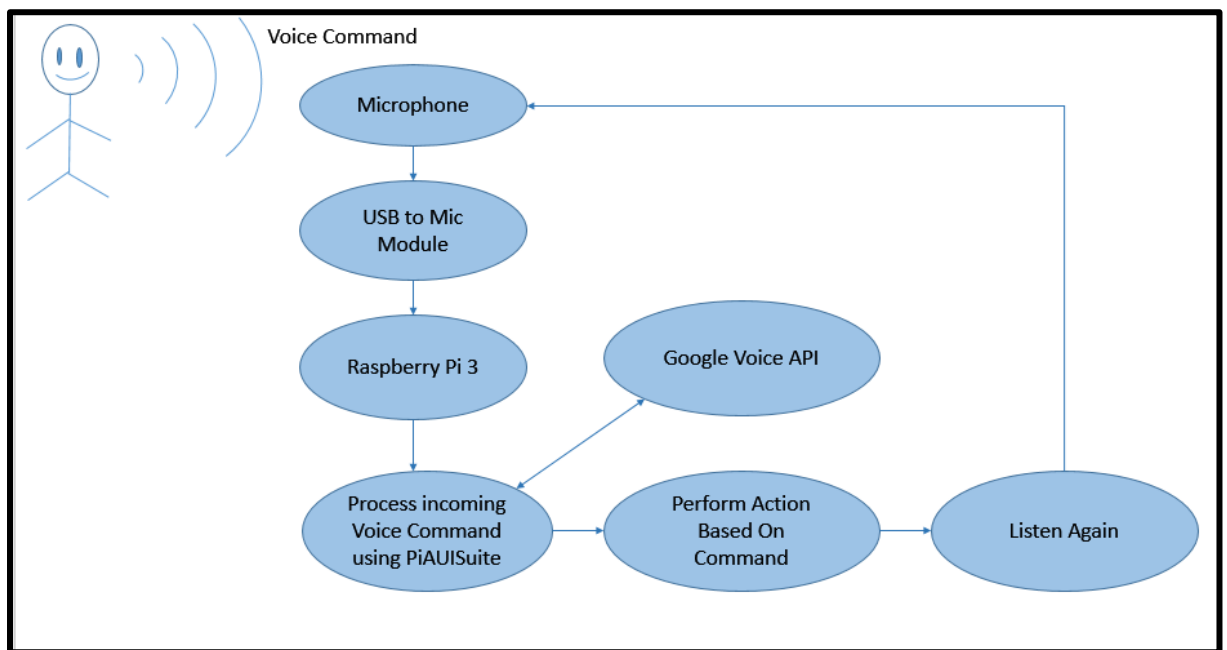 Voice Command
Microphone
USB to Mic
Module
Raspberry Pi 3
Google Voice API
Process incoming
Voice Command
using PiAUISuite
Perform Action
Based On
Command
Listen Again